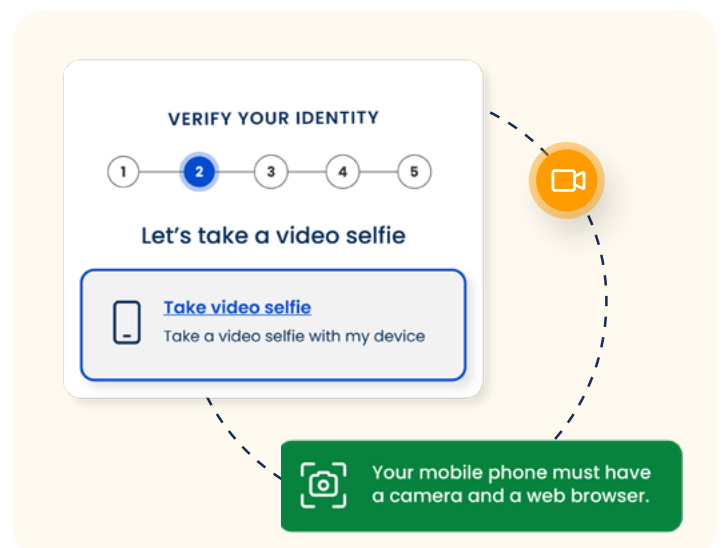 VERIFY YOUR IDENTITY
1 2 3 4 5
Let’s take a video selfie
Take video selfie
Take a video selfie with my device
Your mobile phone must have
a camera and a web browser.